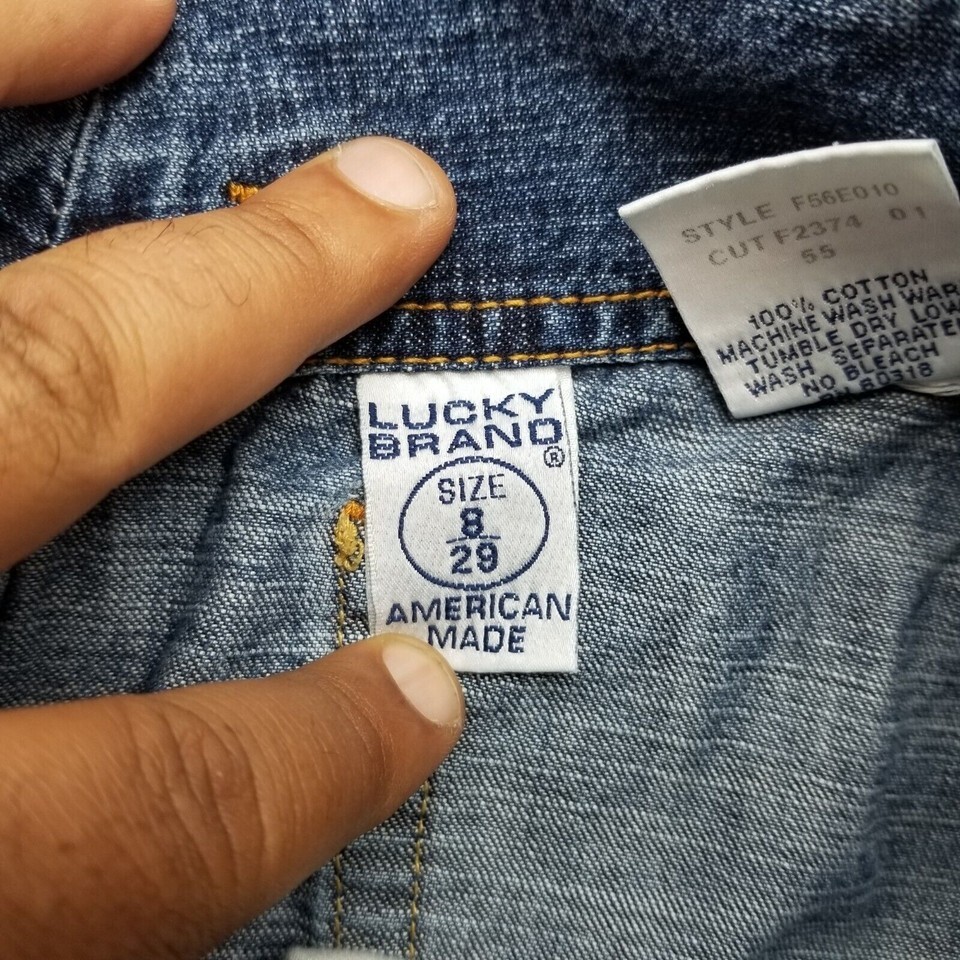 LUCKY
BRAND®
SIZE
8
29
AMERICAN
MADE
STYLE F56E010
CUT F2374 01
55
100% COTTON
MACHINE WASH WAR
TUMBLE DRY LOW
WASH SEPARATE
NO BLEACH
80318